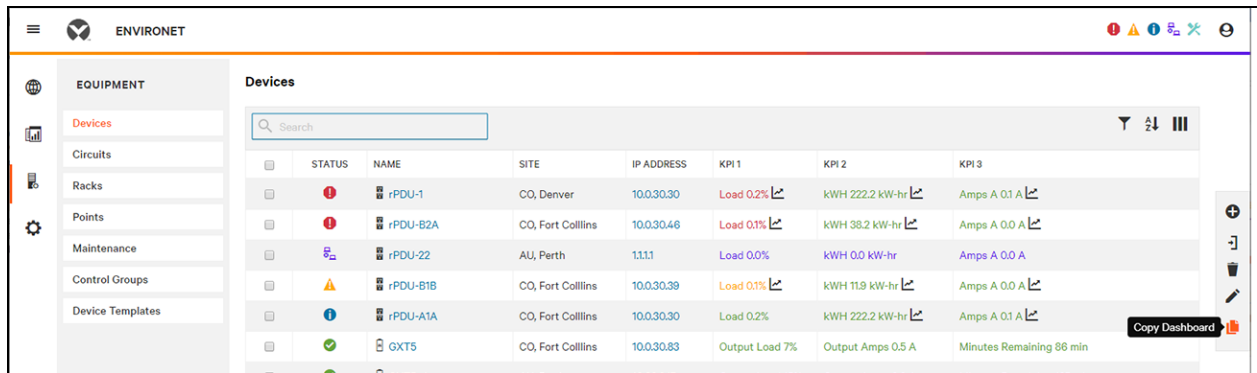 ENVIRONET
EQUIPMENT
Devices
Circuits
Racks
Points
Maintenance
Control Groups
Device Templates
Devices
Search
STATUS NAME SITE IP ADDRESS KPI 1 KPI 2 KPI 3
rPDU-1 CO, Denver 10.0.30.30 Load 0.2% kWH 222.2 kW-hr Amps A 0.1 A
rPDU-B2A CO, Fort Colllins 10.0.30.46 Load 0.1% kWH 38.2 kW-hr Amps A 0.0 A
rPDU-22 AU, Perth 1.1.1.1 Load 0.0% kWH 0.0 kW-hr Amps A 0.0 A
rPDU-B1B CO, Fort Colllins 10.0.30.39 Load 0.1% kWH 11.9 kW-hr Amps A 0.0 A
rPDU-A1A CO, Fort Colllins 10.0.30.30 Load 0.2% kWH 222.2 kW-hr Amps A 0.1 A
GXT5 CO, Fort Colllins 10.0.30.83 Output Load 7% Output Amps 0.5 A Minutes Remaining 86 min
Copy Dashboard